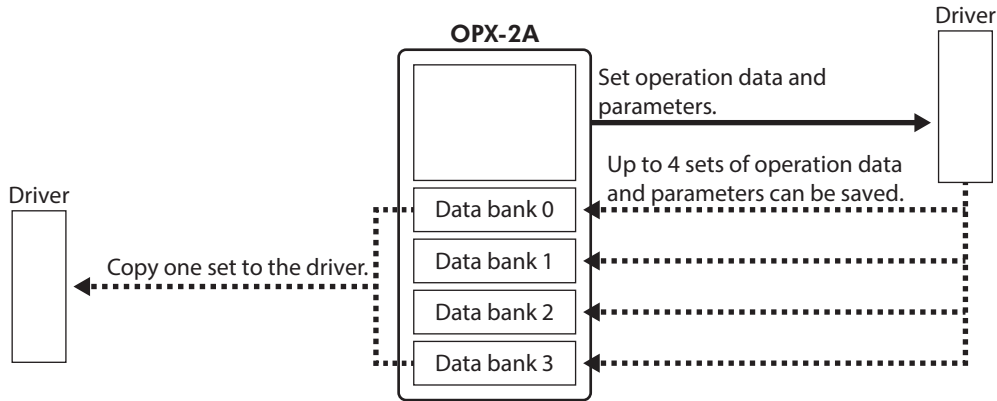 Driver
OPX-2A
Set operation data and
parameters.
Up to 4 sets of operation data
and parameters can be saved.
Driver
Data bank 0
Copy one set to the driver.
Data bank 1
Data bank 2
Data bank 3